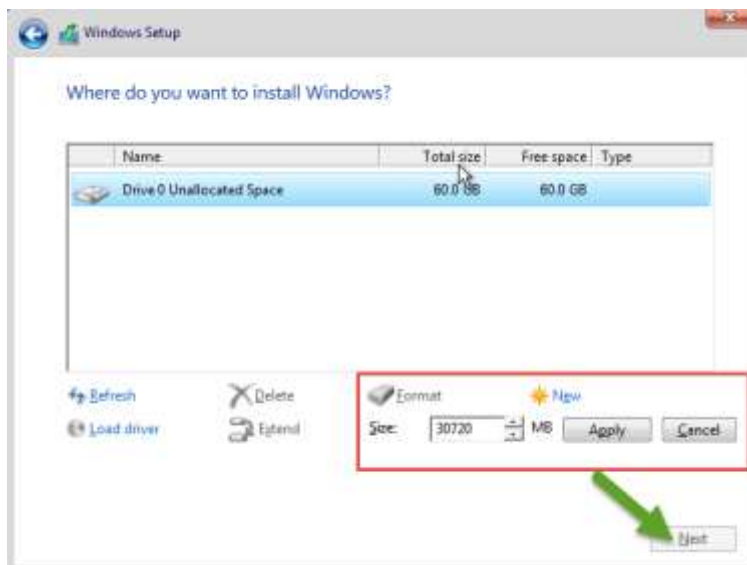 Windows Setup
Where do you want to install Windows?
Name Total size Free space Type
Drive 0 Unallocated Space 60.0 GB 60.0 GB
Refresh Delete Format New
Load driver Extend Size: 30720 MB Apply Cancel
Next